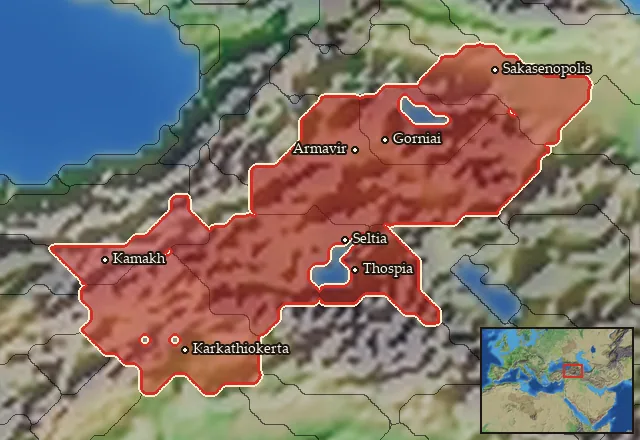 Sakasenopolis
Gorniai
Armavir
Seltia
Kamakh
Thospia
Karkathiokerta